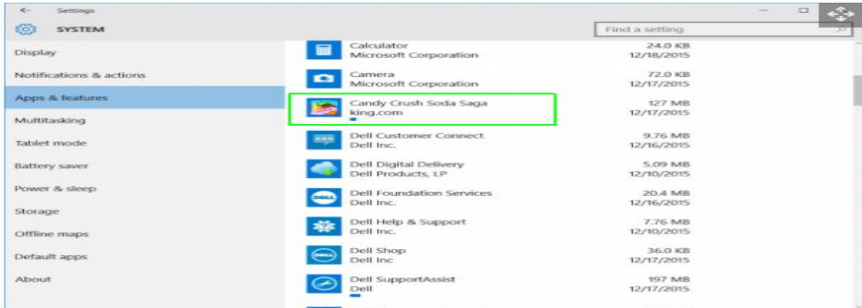 Settings
SYSTEM
Find a setting
Display
Notifications & actions
Apps & features
Multitasking
Tablet mode
Battery saver
Power & sleep
Storage
Offline maps
Default apps
About
Calculator 24.0 KB
Microsoft Corporation 12/18/2015
Camera 72.0 KB
Microsoft Corporation 12/17/2015
Candy Crush Soda Saga 127 MB
king.com 12/17/2015
Dell Customer Connect 9.76 MB
Dell Inc. 12/16/2015
Dell Digital Delivery 5.09 MB
Dell Products, LP 12/10/2015
Dell Foundation Services 20.4 MB
Dell Inc. 12/16/2015
Dell Help & Support 7.76 MB
Dell Inc. 12/10/2015
Dell Shop 36.0 KB
Dell Inc 12/17/2015
Dell SupportAssist 197 MB
Dell 12/17/2015